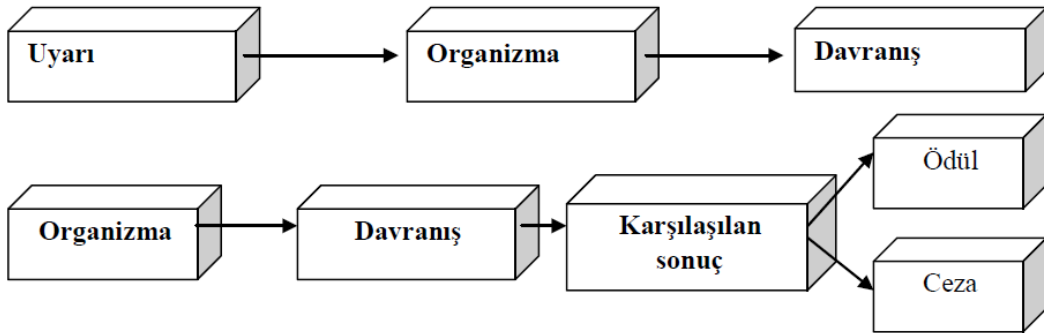 Uyarı
Organizma
Davranış
Ödül
Organizma
Davranış
Karşılaşılan
sonuç
Ceza